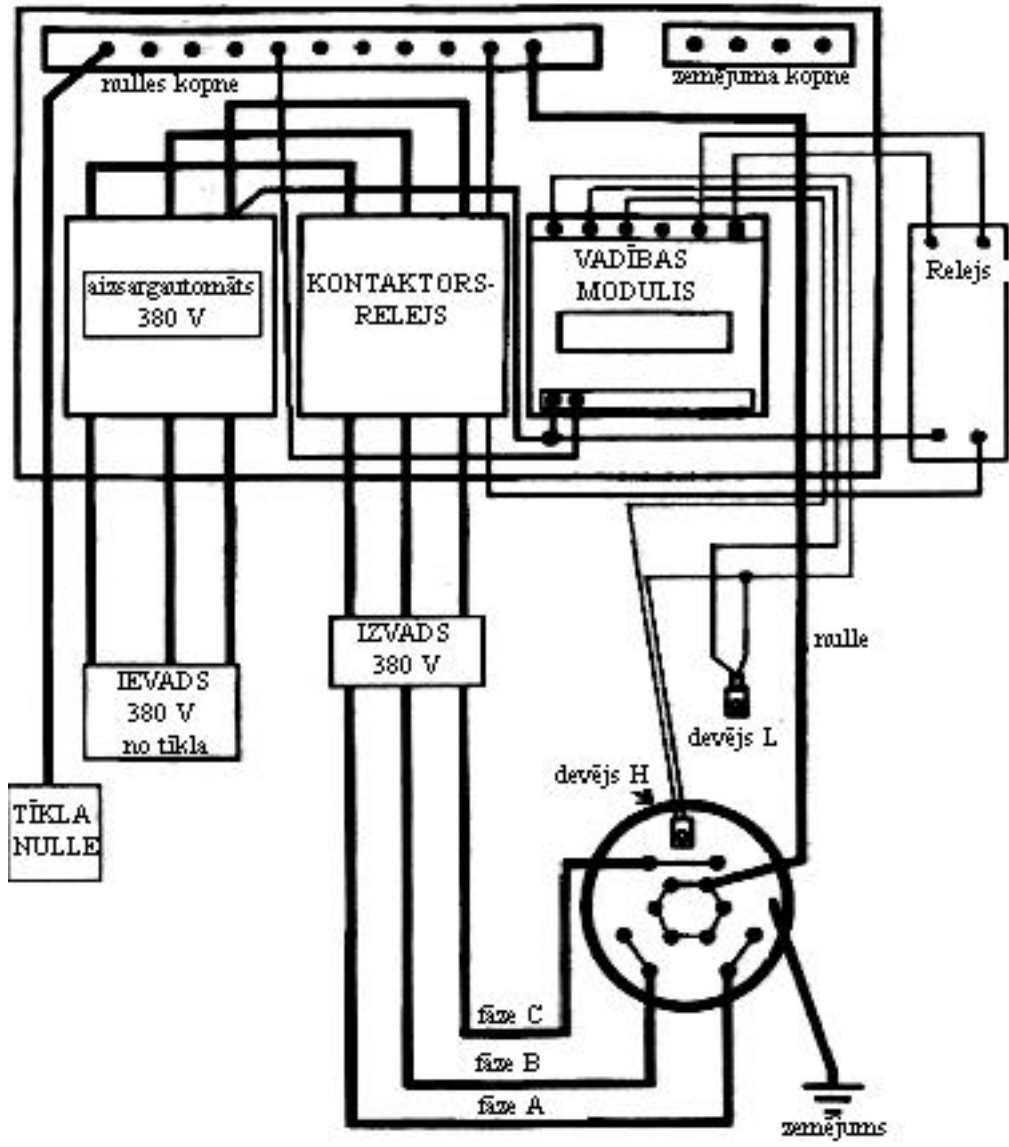 nulles kopne
zemējuma kopne
aizsargautomāts
380 V
KONTAKTORS-
RELEJS
VADĪBAS
MODULIS
Relejs
IZVADS
380 V
IEVADS
380 V
no tīkla
nulle
devējs L
devējs H
TĪKLA
NULLE
fāze C
fāze B
fāze A
zemējums